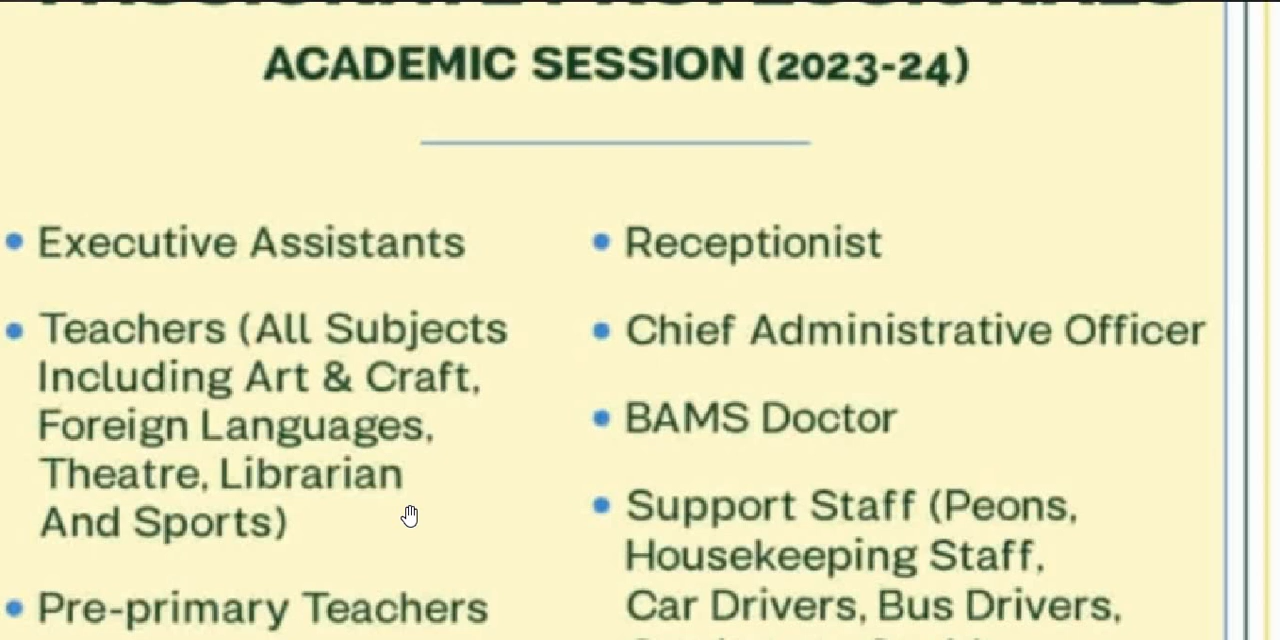 ACADEMIC SESSION (2023-24)
Executive Assistants
Teachers (All Subjects
Including Art & Craft,
Foreign Languages,
Theatre, Librarian
And Sports)
Pre-primary Teachers
Receptionist
Chief Administrative Officer
BAMS Doctor
Support Staff (Peons,
Housekeeping Staff,
Car Drivers, Bus Drivers,